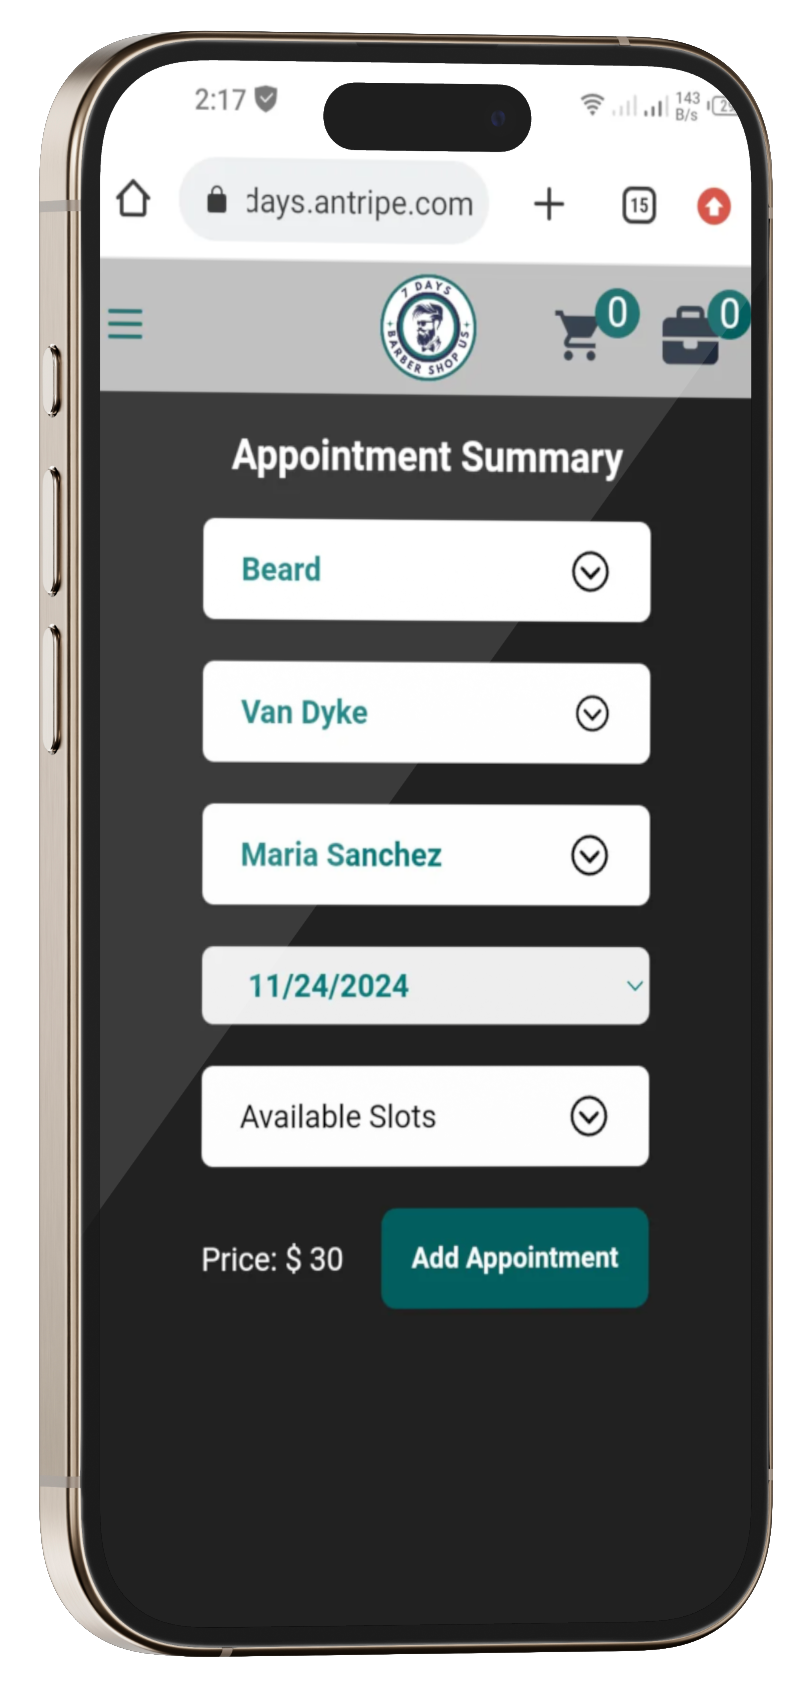 2:17
143
B/s
days.antripe.com
15
7 DAYS
BARBER SHOP US
0
0
Appointment Summary
Beard
Van Dyke
Maria Sanchez
11/24/2024
Available Slots
Price: $ 30
Add Appointment